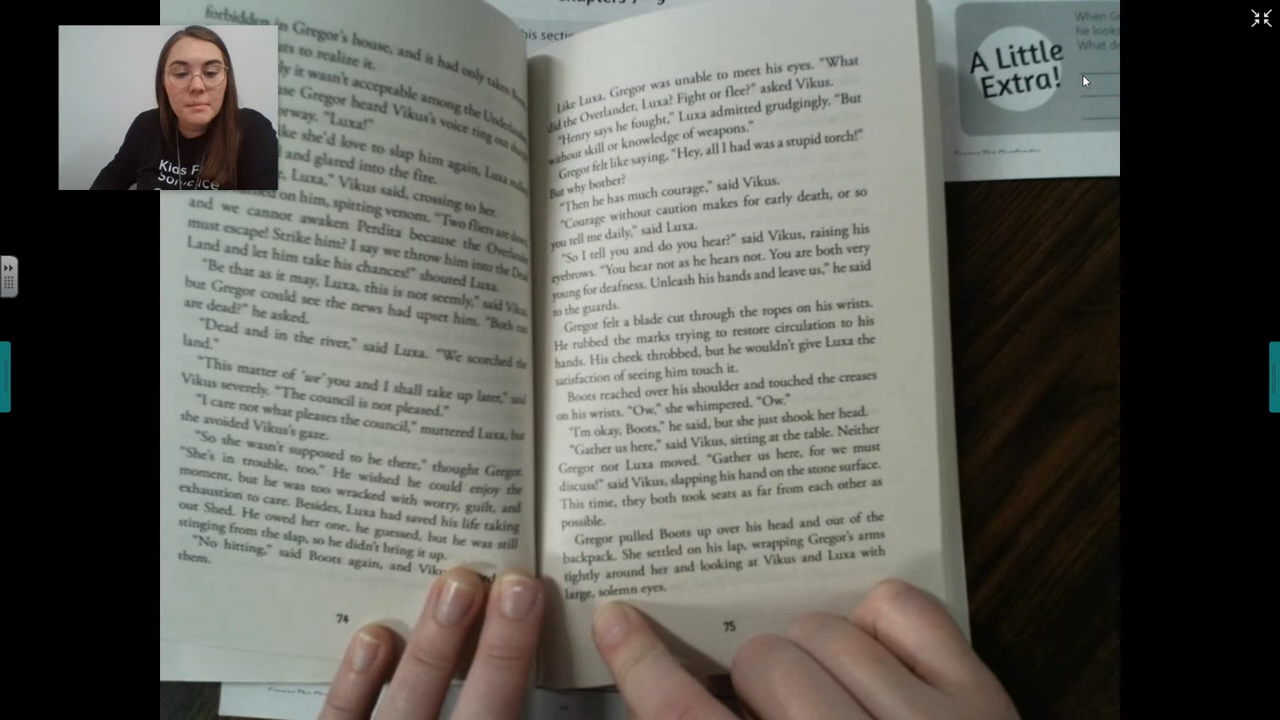 his secti
A Little
Extra!
When G
he look
What do
Kids F
forbidden in Gregor's house, and it had only taken
to realize it.
it wasn't acceptable among the
Gregor heard Vikus's voice ring out
"Luxa!"
like she'd love to slap him again, Luxa
and glared into the fire.
Luxa," Vikus said, crossing to her.
on him, spitting venom. "Two fliers are down,
and we cannot awaken Perdita because the Overlander
must escape! Strike him? I say we throw him into the Dead
Land and let him take his chances!" shouted Luxa.
"Be that as it may, Luxa, this is not seemly," said Vikus,
but Gregor could see the news had upset him. "Both
are dead?" he asked.
"Dead and in the river," said Luxa. "We scorched the
land."
"This matter of 'we' you and I shall take up later," said
Vikus severely. "The council is not pleased."
"I care not what pleases the council," muttered Luxa, but
she avoided Vikus's gaze.
"So she wasn't supposed to be there," thought Gregor.
"She's in trouble, too." He wished he could enjoy the
moment, but he was too wracked with worry, guilt, and
exhaustion to care. Besides, Luxa had saved his life taking
out Shed. He owed her one, he guessed, but he was still
stinging from the slap, so he didn't bring it up.
"No hitting," said Boots again, and
them.
74
Like Luxa, Gregor was unable to meet his eyes. "What
did the Overlander, Luxa? Fight or flee?" asked Vikus.
"Henry says he fought," Luxa admitted grudgingly. "But
without skill or knowledge of weapons."
Gregor felt like saying, "Hey, all I had was a stupid torch!"
But why bother?
"Then he has much courage," said Vikus.
"Courage without caution makes for early death, or so
you tell me daily," said Luxa.
"So I tell you and do you hear?" said Vikus, raising his
eyebrows. "You hear not as he hears not. You are both very
young for deafness. Unleash his hands and leave us," he said
to the guards.
Gregor felt a blade cut through the ropes on his wrists.
He rubbed the marks trying to restore circulation to his
hands. His cheek throbbed, but he wouldn't give Luxa the
satisfaction of seeing him touch it.
Boots reached over his shoulder and touched the creases
on his wrists. "Ow," she whimpered. "Ow."
"I'm okay, Boots," he said, but she just shook her head.
"Gather us here," said Vikus, sitting at the table. Neither
Gregor not Luxa moved. "Gather us here, for we must
discuss!" said Vikus, slapping his hand on the stone surface.
This time, they both took seats as far from each other as
possible.
Gregor pulled Boots up over his head and out of the
backpack. She settled on his lap, wrapping Gregor's arms
tightly around her and looking at Vikus and Luxa with
large, solemn eyes.
75